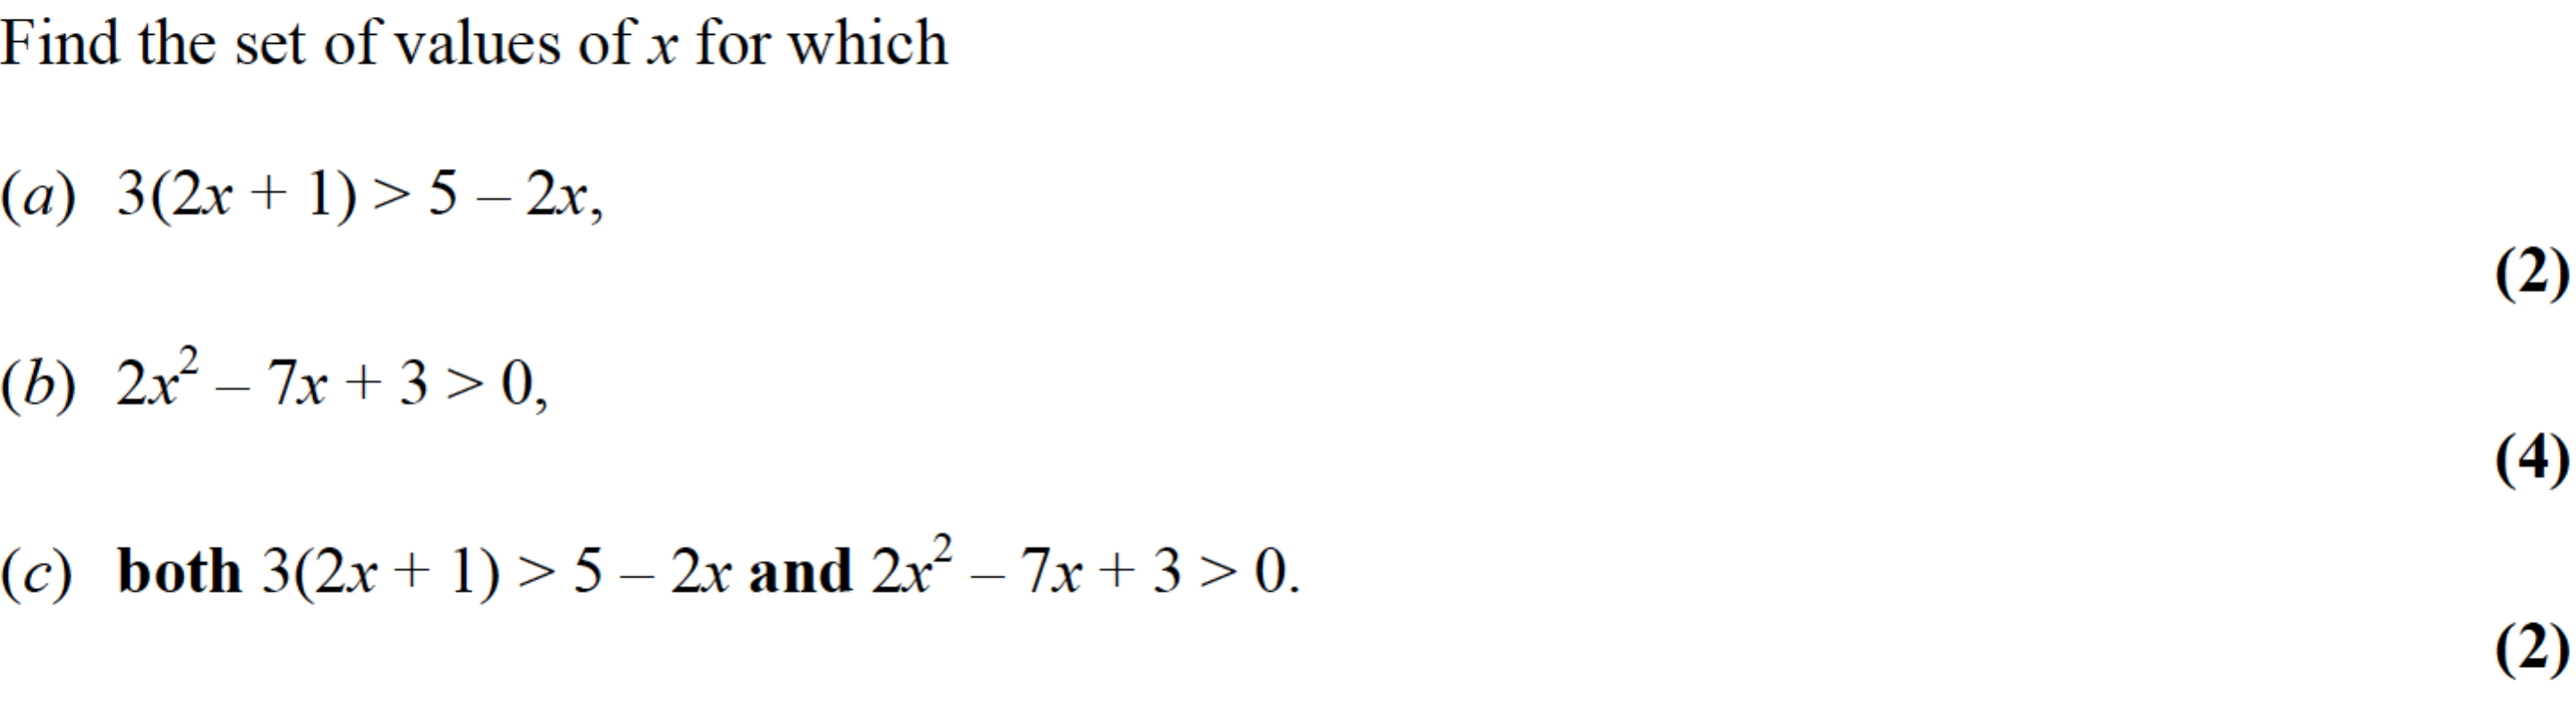 Find the set of values of x for which
(a) 3(2x + 1) > 5 – 2x,
(2)
(b) 2x² – 7x + 3 > 0,
(4)
(c) both 3(2x + 1) > 5 – 2x and 2x² – 7x + 3 > 0.
(2)